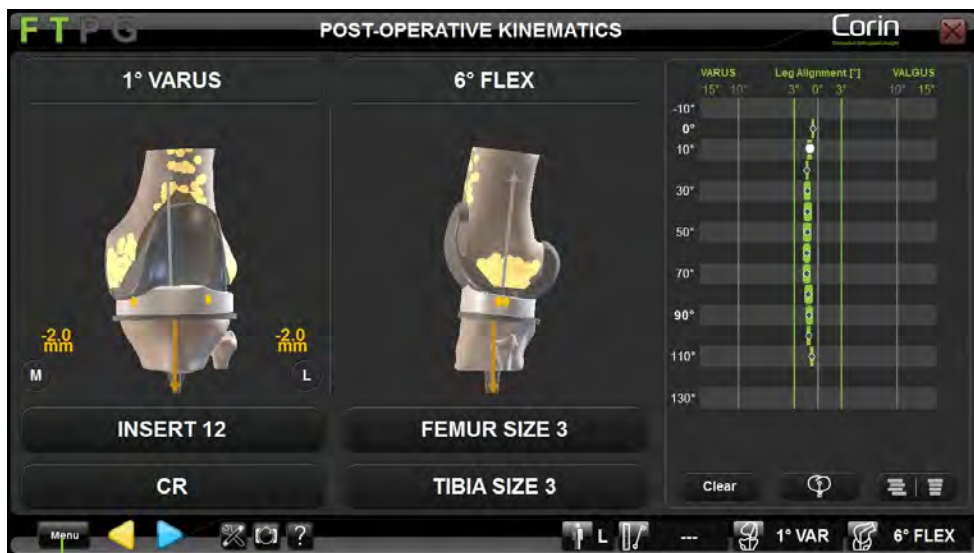 FTPG
POST-OPERATIVE KINEMATICS
Corin
1° VARUS
6° FLEX
VARUS
Leg Alignment [°]
VALGUS
15° 10° 3° 0° 3° 10° 15°
-10°
0°
10°
30°
50°
70°
90°
110°
130°
-2.0
mm
-2.0
mm
M
L
INSERT 12
FEMUR SIZE 3
CR
TIBIA SIZE 3
Clear
Menu
?
L
---
1° VAR
6° FLEX